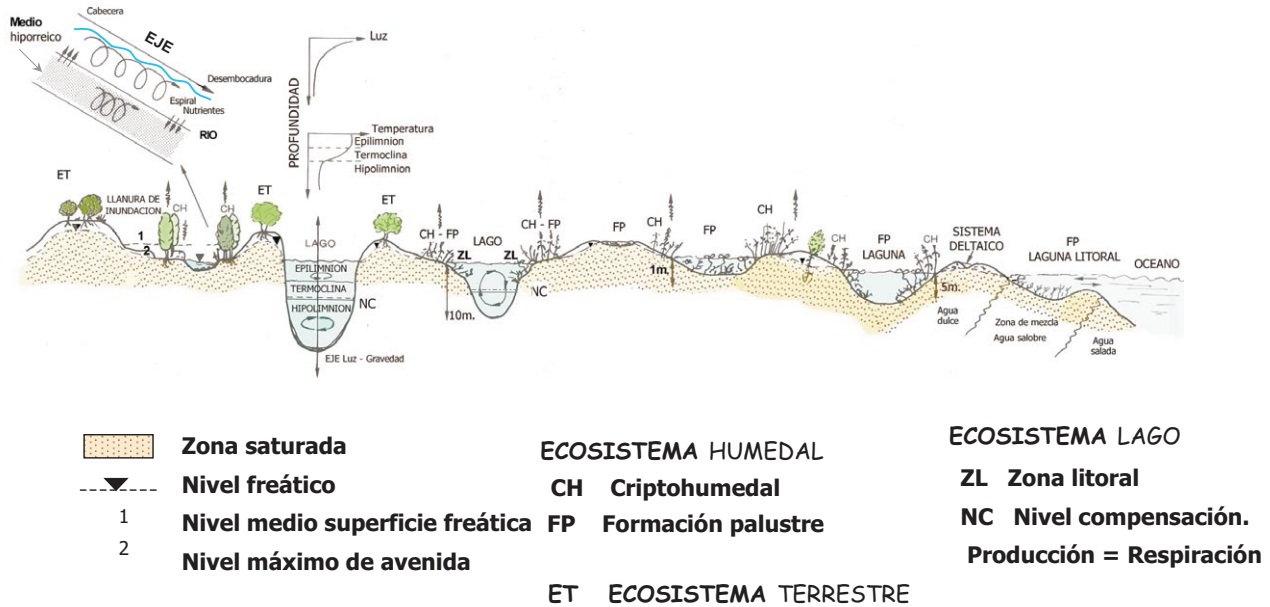 Cabecera
Medio
hiporreico
EJE
Desembocadura
Espiral
Nutrientes
RIO
Luz
PROFUNDIDAD
Temperatura
Epilimnion
Termoclina
Hipolimnion
ET
LLANURA DE
INUNDACION
CH
CH
ET
ET
1
2
LAGO
EPILIMNION
TERMOCLINA
HIPOLIMNION
NC
EJE Luz - Gravedad
CH - FP
ZL
LAGO
ZL
CH - FP
NC
10m.
FP
CH
FP
1m.
CH
CH
FP
LAGUNA
CH
SISTEMA
DELTAICO
FP
LAGUNA LITORAL
OCEANO
5m.
Agua
dulce
Zona de mezcla
Agua salobre
Agua
salada
Zona saturada
Nivel freático
1 Nivel medio superficie freática
2 Nivel máximo de avenida
ECOSISTEMA HUMEDAL
CH Criptohumedal
FP Formación palustre
ET ECOSISTEMA TERRESTRE
ECOSISTEMA LAGO
ZL Zona litoral
NC Nivel compensación.
Producción = Respiración